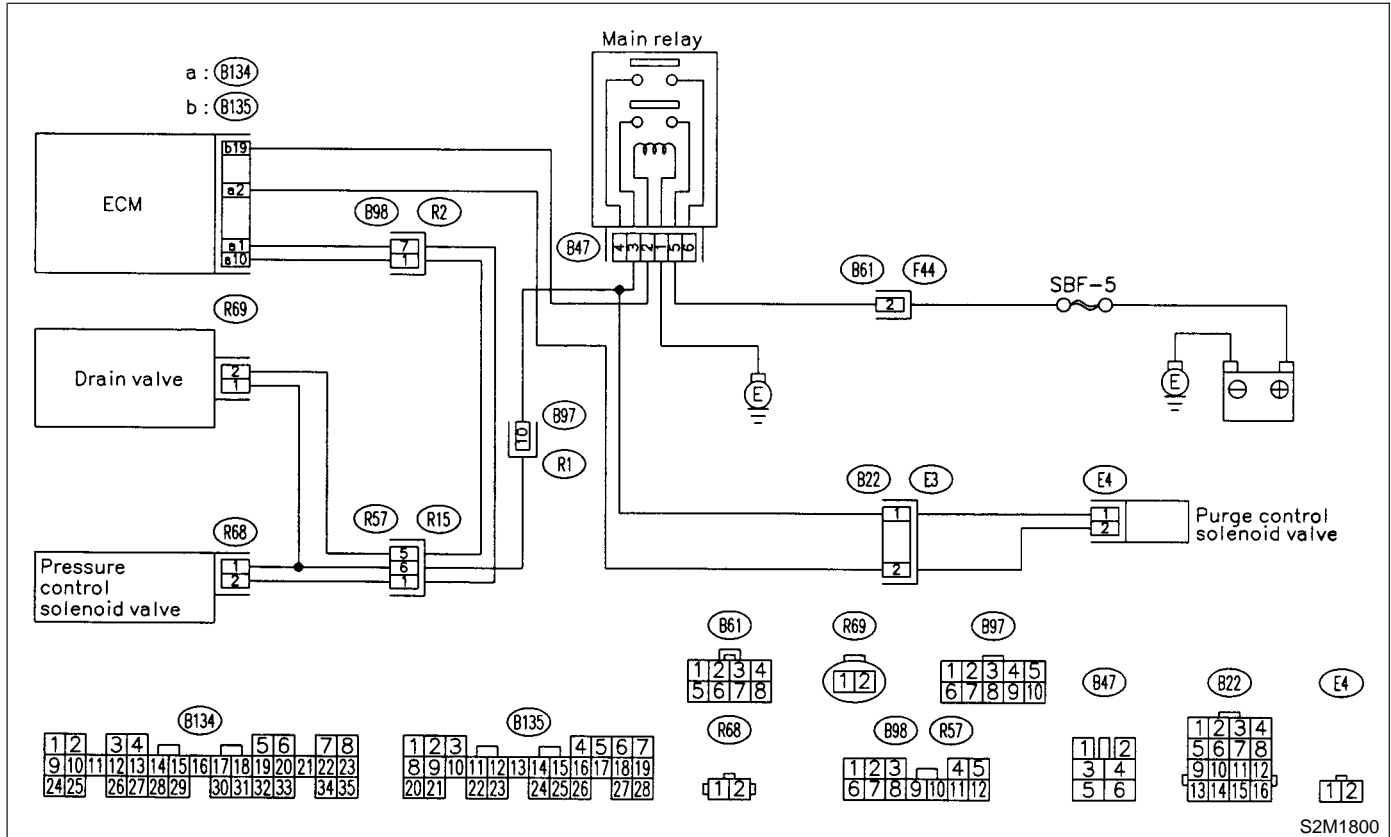 Main relay
a : B134
b : B135
ECM
b19
a2
a1
a10
B98 R2
7
1
B47
4 3 2 1 5 6
B61 F44
2
SBF-5
E
E
⊖ ⊕
R69
Drain valve
2
1
B97
10
R1
B22 E3
1
2
E4
1
2
Purge control
solenoid valve
R57 R15
5
6
1
R68
Pressure
control
solenoid valve
1
2
B61
1 2 3 4
5 6 7 8
R69
1 2
B97
1 2 3 4 5
6 7 8 9 10
B47
1 2
3 4
5 6
B22
1 2 3 4
5 6 7 8
9 10 11 12
13 14 15 16
E4
1 2
B134
1 2 3 4 5 6 7 8
9 10 11 12 13 14 15 16 17 18 19 20 21 22 23
24 25 26 27 28 29 30 31 32 33 34 35
B135
1 2 3 4 5 6 7
8 9 10 11 12 13 14 15 16 17 18 19
20 21 22 23 24 25 26 27 28
R68
1 2
B98 R57
1 2 3 4 5
6 7 8 9 10 11 12
S2M1800